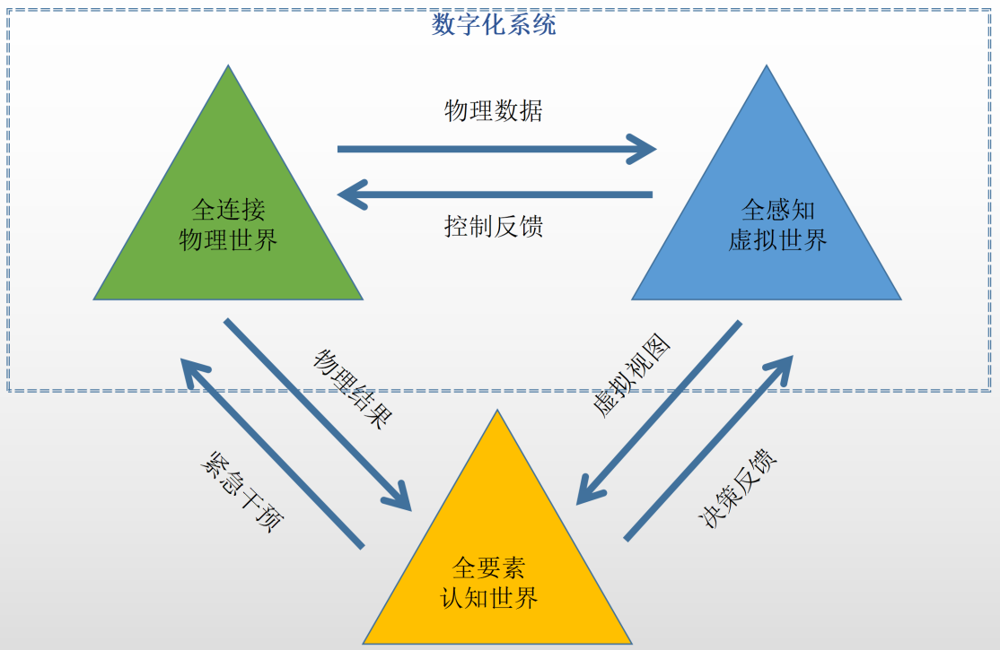 数字化系统
物理数据
全连接
物理世界
全感知
虚拟世界
控制反馈
物理结果
虚拟视图
紧急干预
决策反馈
全要素
认知世界